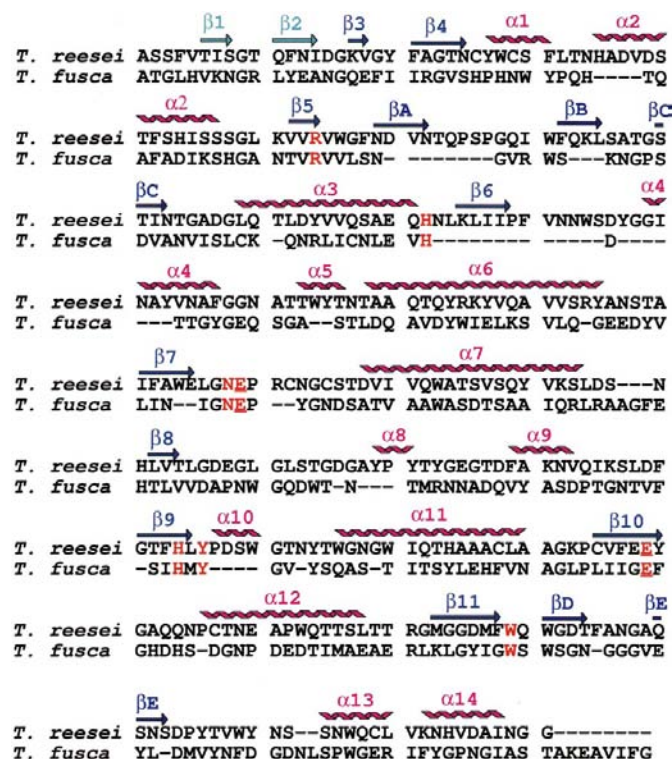 β1 β2 β3 β4 α1 α2
T. reesei ASSFVTISGT QFNIDGKVGY FAGTNCYWCS FLTNHADVDS
T. fusca ATGLHVKNGR LYEANGQEFI IRGVSHPHNW YPQH---TQ
α2 β5 βA βB βC
T. reesei TFSHISSSGL KVVRVWGFND VNTQPSPGQI WFQKLSATGS
T. fusca AFADIKSHGA NTVRVVLSN- -------GVR WS---KNGPS
βC α3 β6 α4
T. reesei TINTGADGLQ TLDYVVQSAE QHNLKLIIPF VNNWSDYGGI
T. fusca DVANVISLCK -QNRLICNLE VH-------- -----D----
α4 α5 α6
T. reesei NAYVNAFGGN ATTWYTNTAA QTQYRKYVQA VVSRYANSTA
T. fusca ---TTGYGEQ SGA--STLDQ AVDYWIELKS VLQ-GEEDYV
β7 α7
T. reesei IFAWELGNEP RCNGCSTDVI VQWATSVSQY VKSLDS---N
T. fusca LIN--IGNEP --YGNDSATV AAWASDTSAA IQRLRAAGFE
β8 α8 α9
T. reesei HLVTLGDEGL GLSTGDGAYP YTYGEGTDFA KNVQIKSLDF
T. fusca HTLVVDAPNW GQDWT-N--- TMRNNADQVY ASDPTGNTVF
β9 α10 α11 β10
T. reesei GTFHLYPDSW GTNYTWGNGW IQTHAAACLA AGKPCVFEEY
T. fusca -SIHMY---- GV-YSQAS-T ITSYLEHFVN AGLPLIIGEF
α12 β11 βD βE
T. reesei GAQQNPCTNE APWQTTSLTT RGMGGDMFWQ WGDTFANGAQ
T. fusca GHDHS-DGNP DEDTIMAEAE RLKLGYIGWS WSGN-GGGVE
βE α13 α14
T. reesei SNSDPYTVWY NS--SNWQCL VKNHVDAING G--------
T. fusca YL-DMVYNFD GDNLSPWGER IFYGPNGIAS TAKEAVIFG